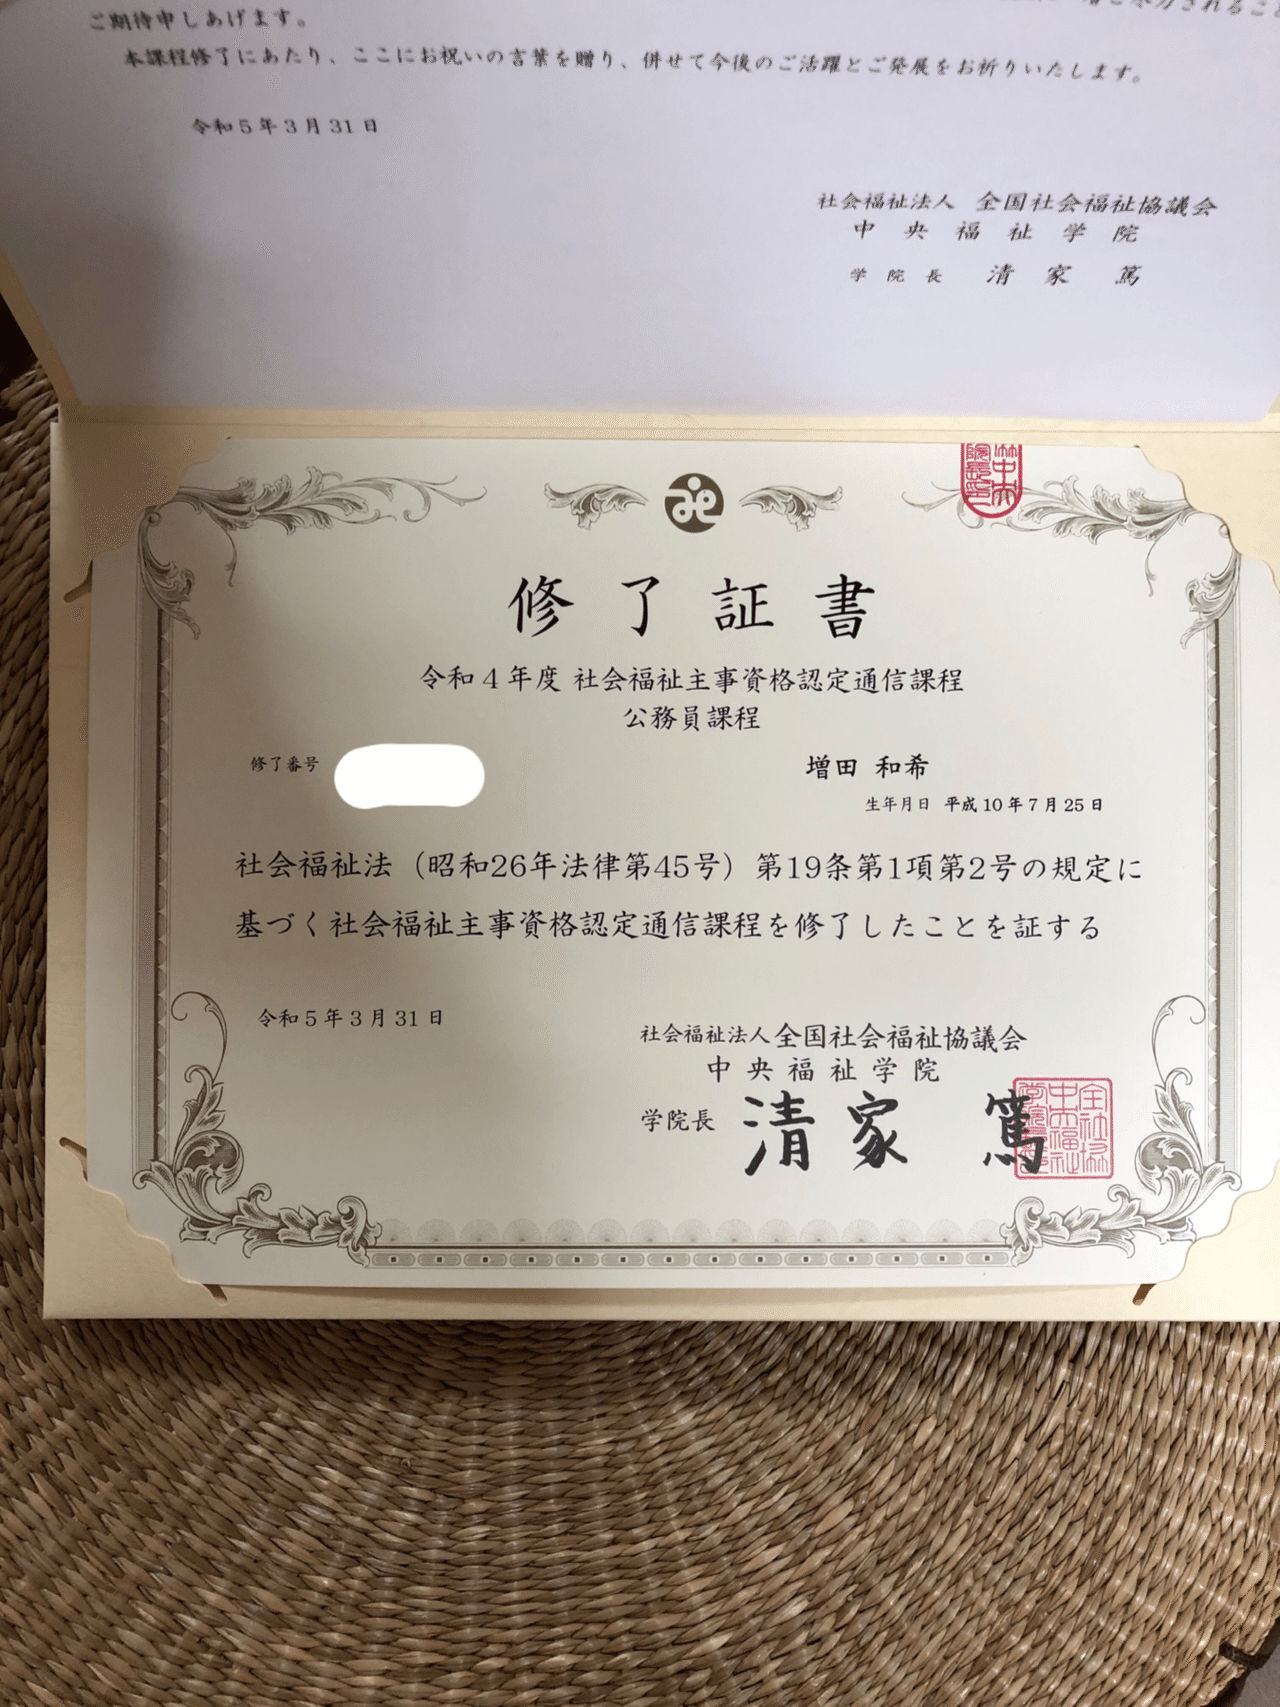 ご期待申しあげます。
本課程修了にあたり、ここにお祝いの言葉を贈り、併せて今後のご活躍とご発展をお祈りいたします。
令和5年3月31日
社会福祉法人 全国社会福祉協議会
中央福祉学院
学院長 清家 篤
修了証書
令和4年度 社会福祉主事資格認定通信課程
公務員課程
修了番号
増田 和希
生年月日 平成10年7月25日
社会福祉法（昭和26年法律第45号）第19条第1項第2号の規定に
基づく社会福祉主事資格認定通信課程を修了したことを証する
令和5年3月31日
社会福祉法人全国社会福祉協議会
中央福祉学院
学院長 清家 篤